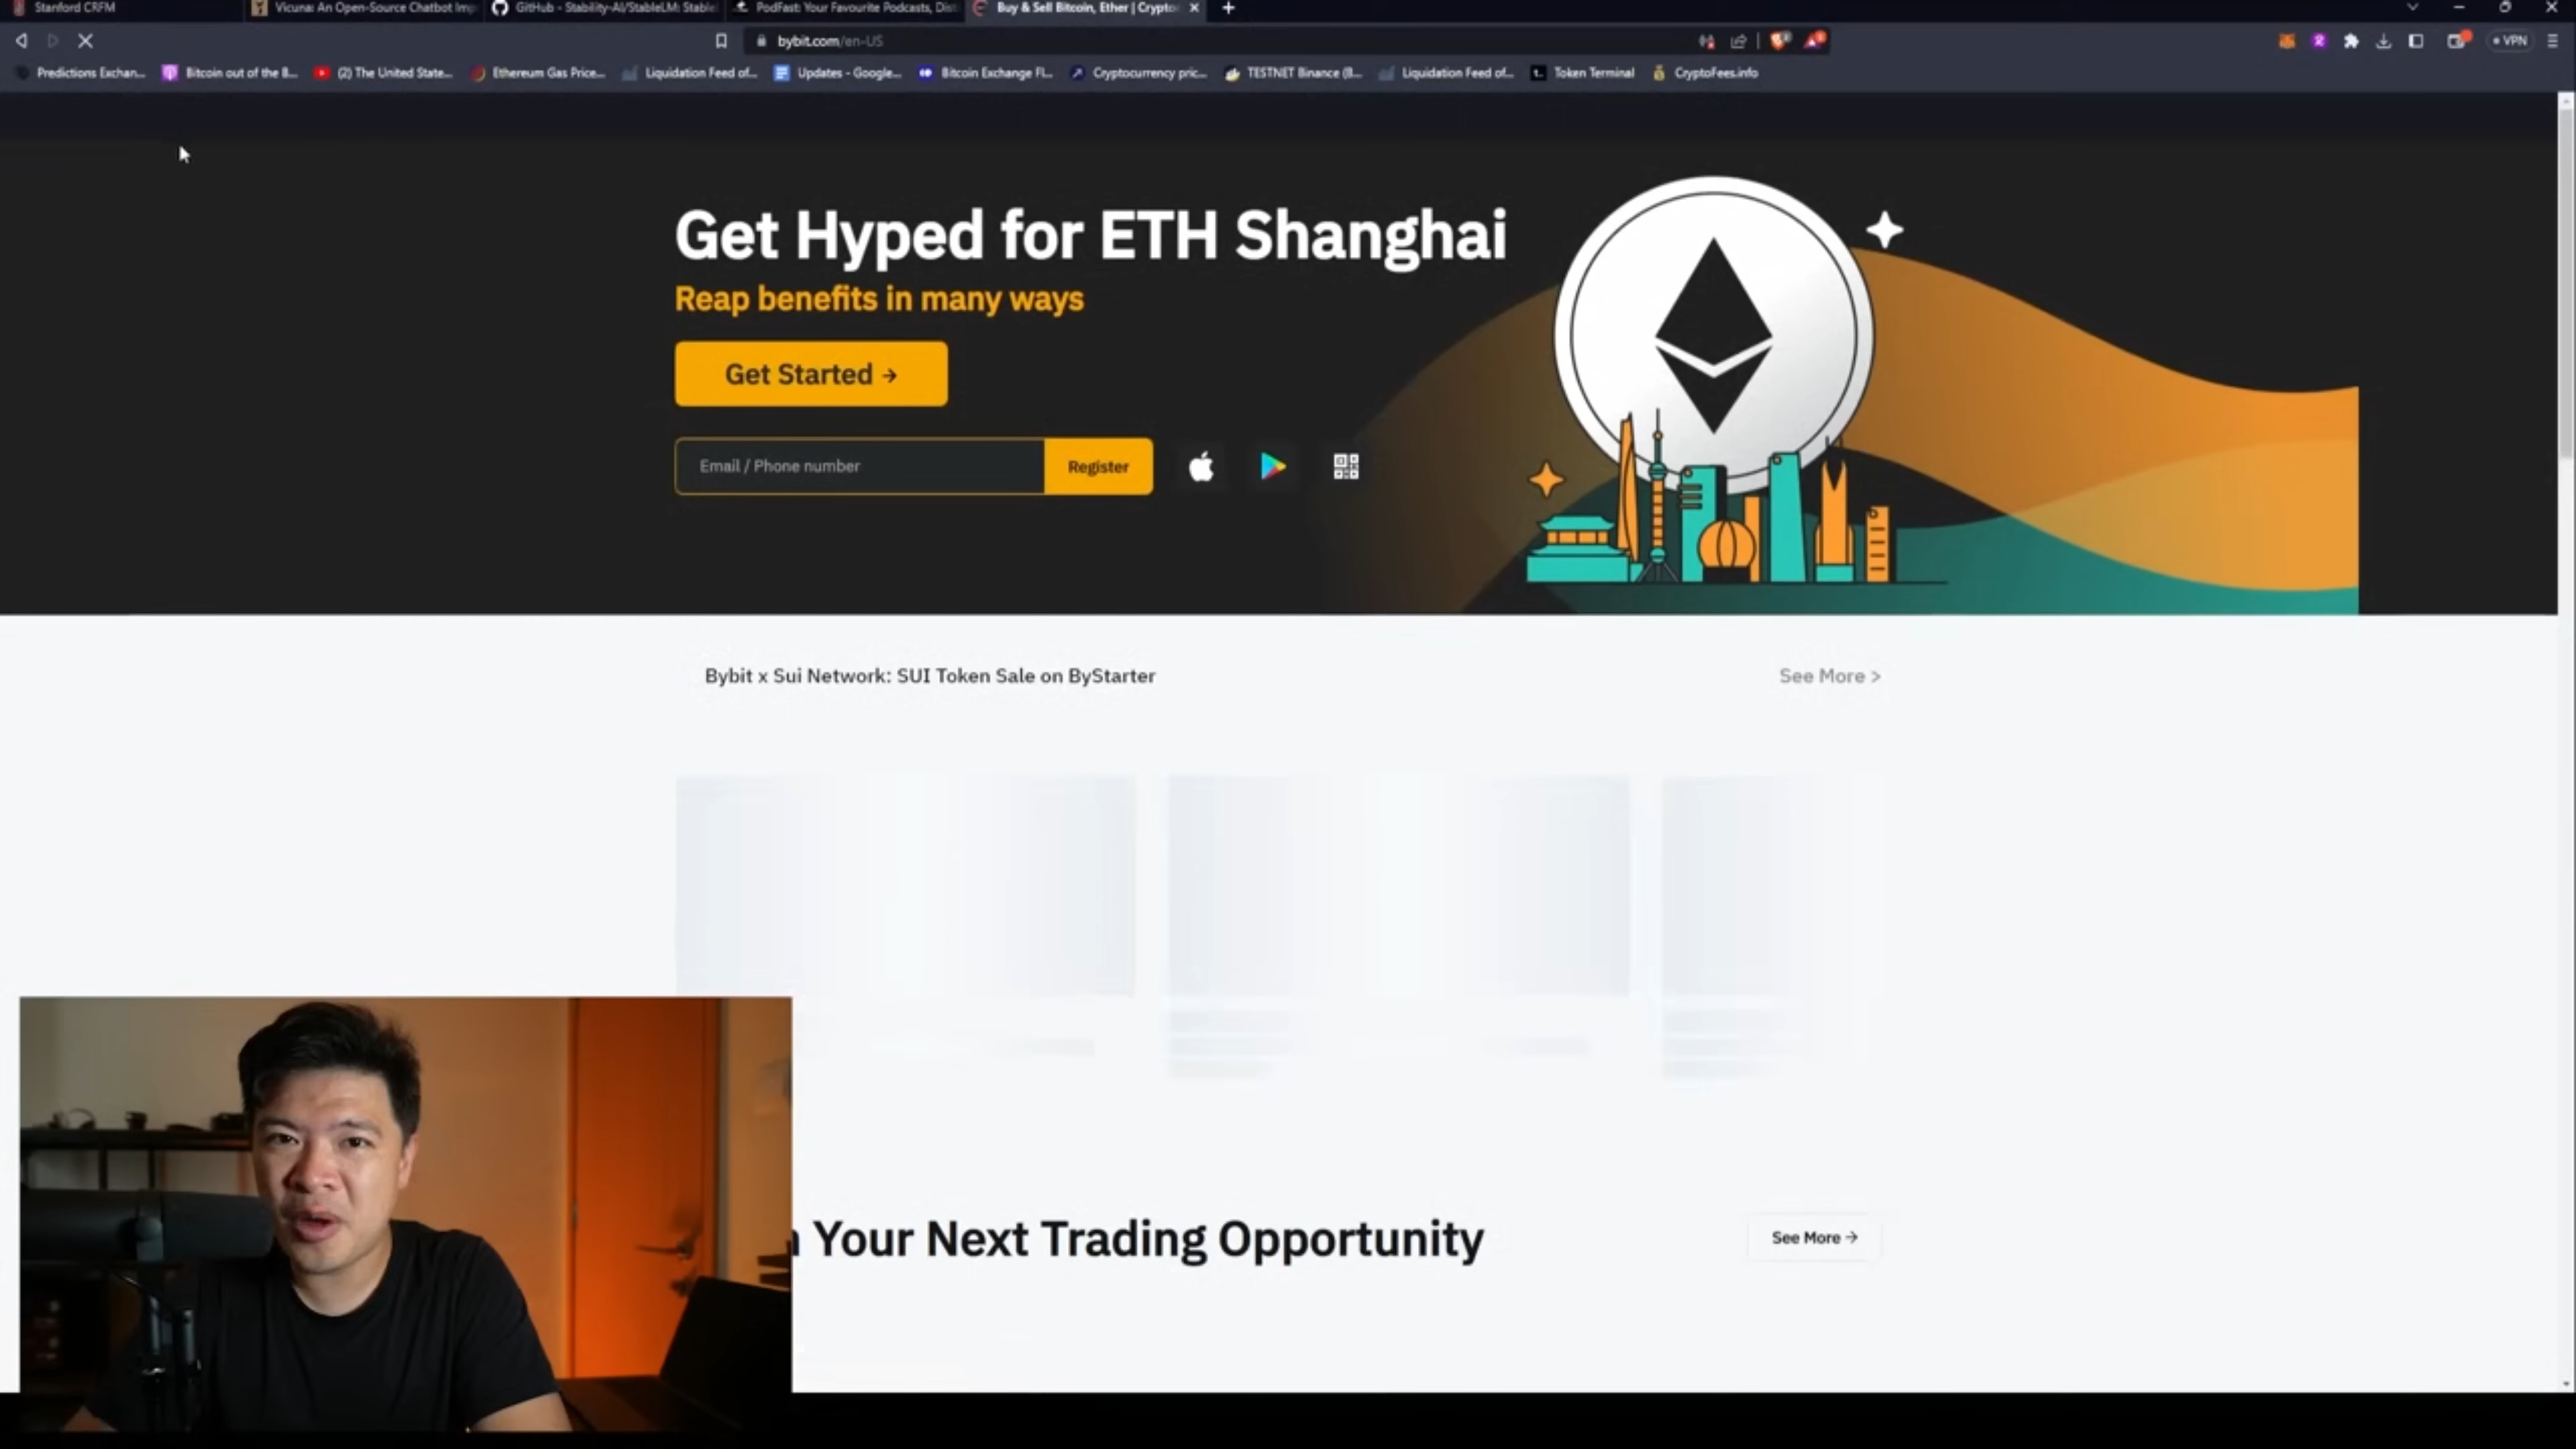 Stanford CRFM
Vicuna: An Open-Source Chatbot Imp
GitHub - Stability-AI/StableLM: Stable
PodFast: Your Favourite Podcasts, Dis
Buy & Sell Bitcoin, Ether | Crypto
bybit.com/en-US
VPN
Predictions Exchan...
Bitcoin out of the B...
(2) The United State...
Ethereum Gas Price...
Liquidation Feed of...
Updates - Google...
Bitcoin Exchange Fl...
Cryptocurrency pric...
TESTNET Binance (B...
Liquidation Feed of...
Token Terminal
CryptoFees.info
Get Hyped for ETH Shanghai
Reap benefits in many ways
Get Started →
Email / Phone number
Register
Bybit x Sui Network: SUI Token Sale on ByStarter
See More >
Your Next Trading Opportunity
See More →